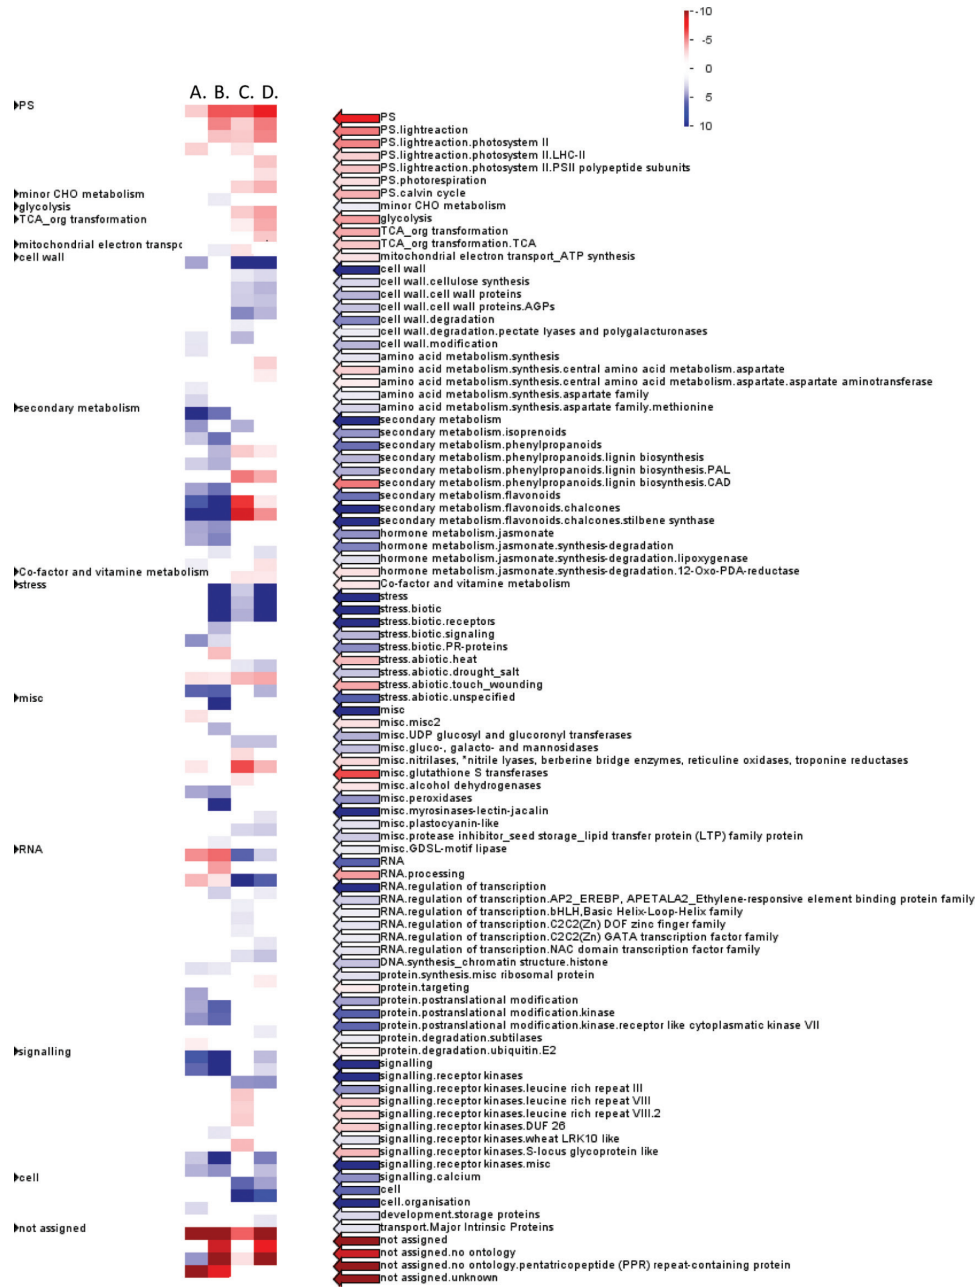 -10
-5
0
5
10
A. B. C. D.
PS
minor CHO metabolism
glycolysis
TCA_org transformation
mitochondrial electron transpo
cell wall
secondary metabolism
Co-factor and vitamine metabolism
stress
misc
RNA
signalling
cell
not assigned
PS
PS.lightreaction
PS.lightreaction.photosystem II
PS.lightreaction.photosystem II.LHC-II
PS.lightreaction.photosystem II.PSII polypeptide subunits
PS.photorespiration
PS.calvin cycle
minor CHO metabolism
glycolysis
TCA_org transformation
TCA_org transformation.TCA
mitochondrial electron transport_ATP synthesis
cell wall
cell wall.cellulose synthesis
cell wall.cell wall proteins
cell wall.cell wall proteins.AGPs
cell wall.degradation
cell wall.degradation.pectate lyases and polygalacturonases
cell wall.modification
amino acid metabolism.synthesis
amino acid metabolism.synthesis.central amino acid metabolism.aspartate
amino acid metabolism.synthesis.central amino acid metabolism.aspartate.aspartate aminotransferase
amino acid metabolism.synthesis.aspartate family
amino acid metabolism.synthesis.aspartate family.methionine
secondary metabolism
secondary metabolism.isoprenoids
secondary metabolism.phenylpropanoids
secondary metabolism.phenylpropanoids.lignin biosynthesis
secondary metabolism.phenylpropanoids.lignin biosynthesis.PAL
secondary metabolism.phenylpropanoids.lignin biosynthesis.CAD
secondary metabolism.flavonoids
secondary metabolism.flavonoids.chalcones
secondary metabolism.flavonoids.chalcones.stilbene synthase
hormone metabolism.jasmonate
hormone metabolism.jasmonate.synthesis-degradation
hormone metabolism.jasmonate.synthesis-degradation.lipoxygenase
hormone metabolism.jasmonate.synthesis-degradation.12-Oxo-PDA-reductase
Co-factor and vitamine metabolism
stress
stress.biotic
stress.biotic.receptors
stress.biotic.signaling
stress.biotic.PR-proteins
stress.abiotic.heat
stress.abiotic.drought_salt
stress.abiotic.touch_wounding
stress.abiotic.unspecified
misc
misc.misc2
misc.UDP glucosyl and glucoronyl transferases
misc.gluco-, galacto- and mannosidases
misc.nitrilases, *nitrile lyases, berberine bridge enzymes, reticuline oxidases, troponine reductases
misc.glutathione S transferases
misc.alcohol dehydrogenases
misc.peroxidases
misc.myrosinases-lectin-jacalin
misc.plastocyanin-like
misc.protease inhibitor_seed storage_lipid transfer protein (LTP) family protein
misc.GDSL-motif lipase
RNA
RNA.processing
RNA.regulation of transcription
RNA.regulation of transcription.AP2_EREBP, APETALA2_Ethylene-responsive element binding protein family
RNA.regulation of transcription.bHLH,Basic Helix-Loop-Helix family
RNA.regulation of transcription.C2C2(Zn) DOF zinc finger family
RNA.regulation of transcription.C2C2(Zn) GATA transcription factor family
RNA.regulation of transcription.NAC domain transcription factor family
DNA.synthesis_chromatin structure.histone
protein.synthesis.misc ribosomal protein
protein.targeting
protein.postranslational modification
protein.postranslational modification.kinase
protein.postranslational modification.kinase.receptor like cytoplasmatic kinase VII
protein.degradation.subtilases
protein.degradation.ubiquitin.E2
signalling
signalling.receptor kinases
signalling.receptor kinases.leucine rich repeat III
signalling.receptor kinases.leucine rich repeat VIII
signalling.receptor kinases.leucine rich repeat VIII.2
signalling.receptor kinases.DUF 26
signalling.receptor kinases.wheat LRK10 like
signalling.receptor kinases.S-locus glycoprotein like
signalling.receptor kinases.misc
signalling.calcium
cell
cell.organisation
development.storage proteins
transport.Major Intrinsic Proteins
not assigned
not assigned.no ontology
not assigned.no ontology.pentatricopeptide (PPR) repeat-containing protein
not assigned.unknown